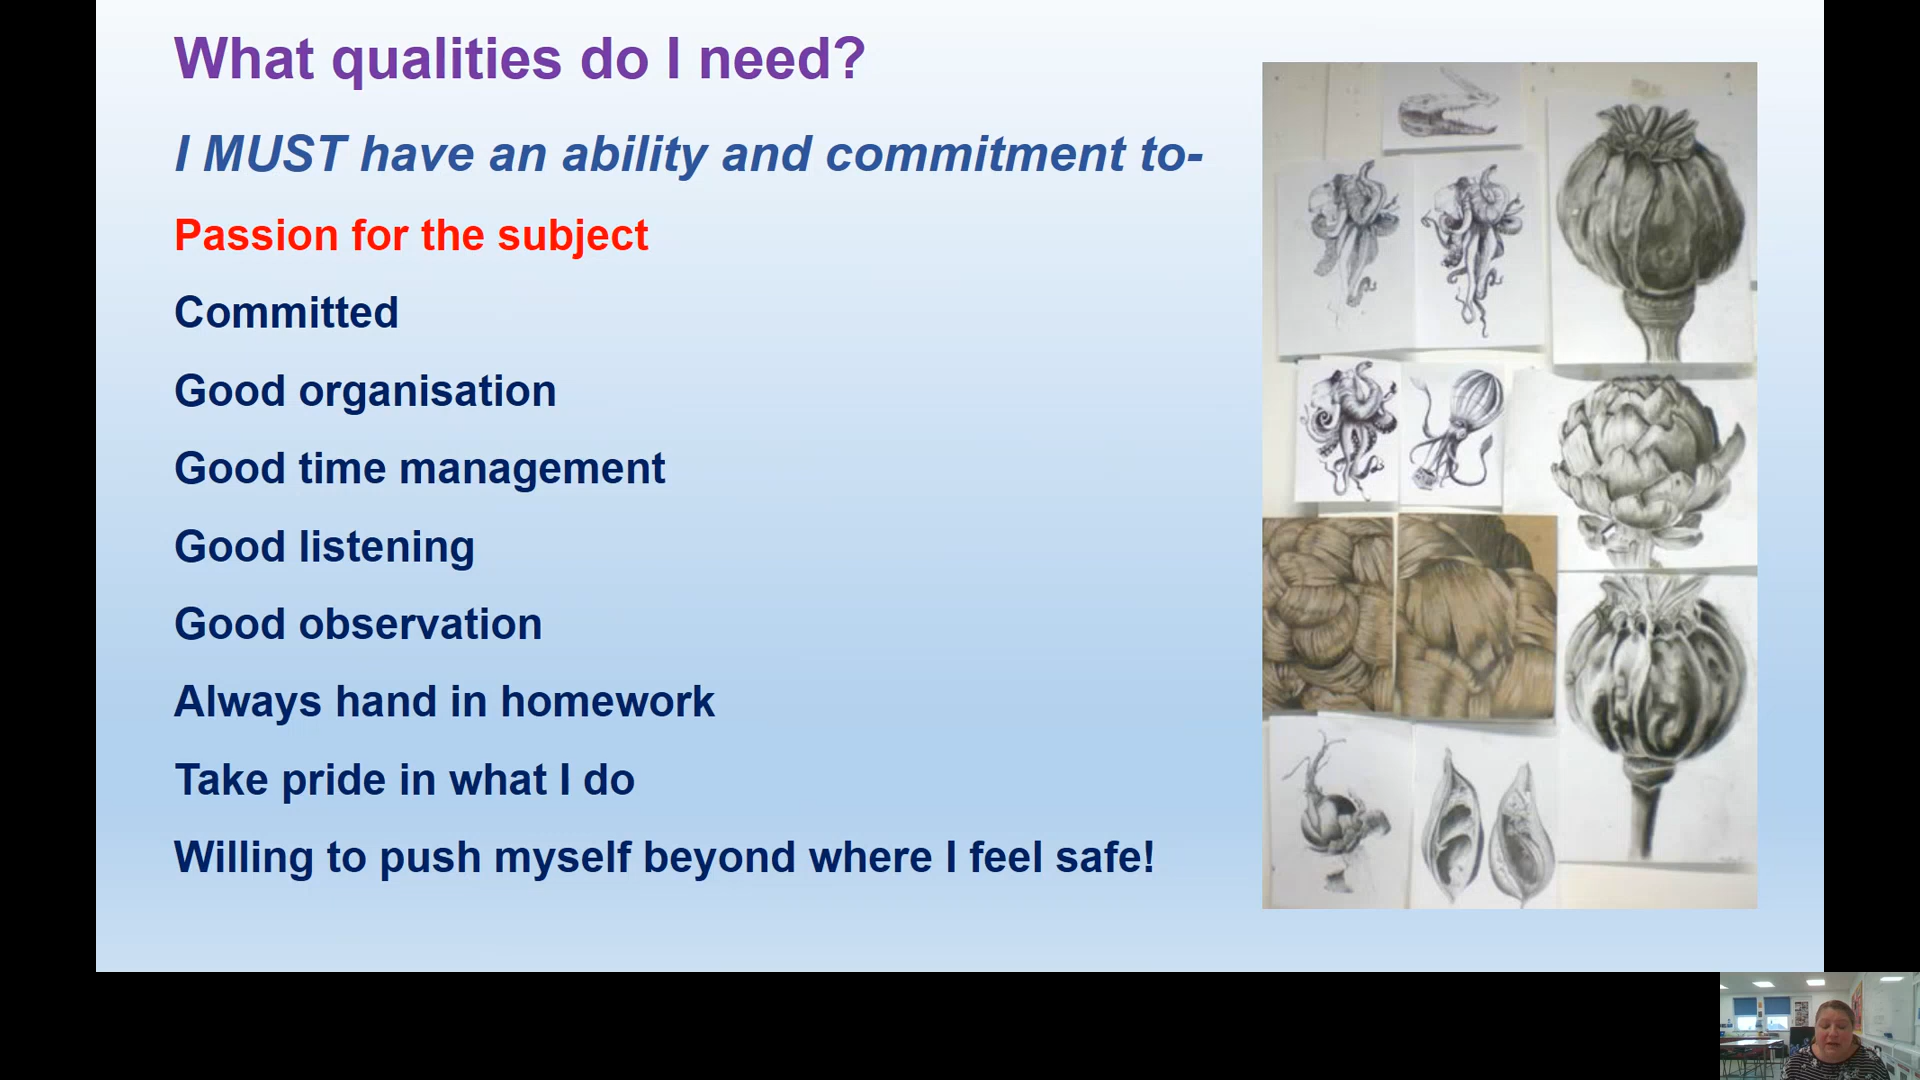 What qualities do I need?
I MUST have an ability and commitment to-
Passion for the subject
Committed
Good organisation
Good time management
Good listening
Good observation
Always hand in homework
Take pride in what I do
Willing to push myself beyond where I feel safe!